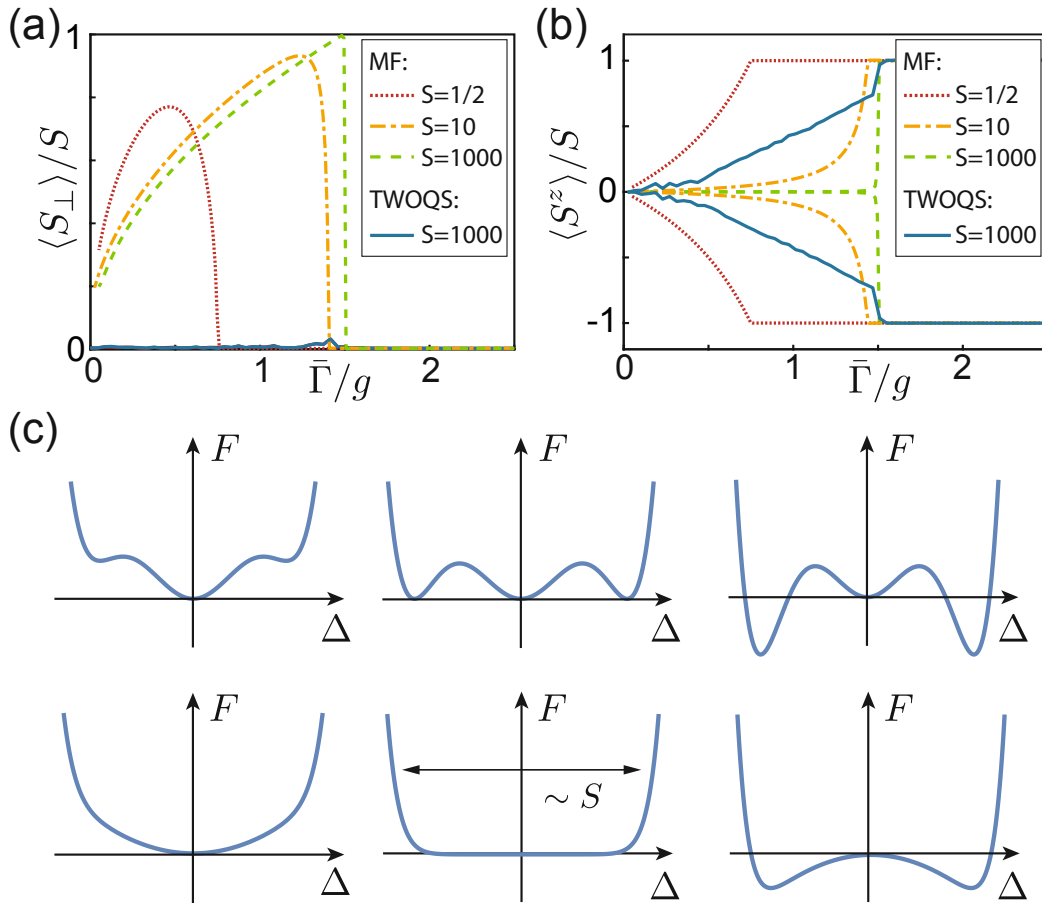 (a)
1
0
⟨S⊥⟩/S
MF:
S=1/2
S=10
S=1000
TWOQS:
S=1000
0
1
2
Γ̄/g
(b)
1
0
-1
⟨Sᶻ⟩/S
MF:
S=1/2
S=10
S=1000
TWOQS:
S=1000
0
1
2
Γ̄/g
(c)
F
Δ
F
Δ
F
Δ
F
Δ
F
∼ S
Δ
F
Δ